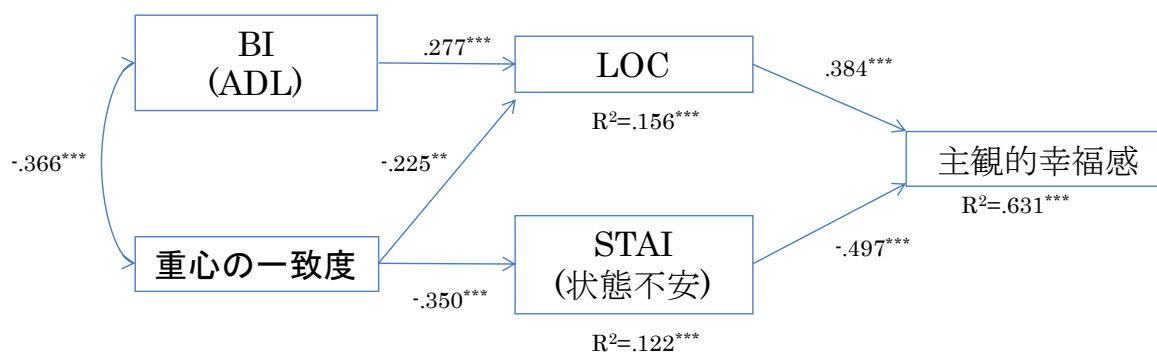 BI
(ADL)
.277***
LOC
R²=.156***
.384***
-.366***
-.225**
主観的幸福感
R²=.631***
重心の一致度
-.350***
STAI
(状態不安)
R²=.122***
-.497***